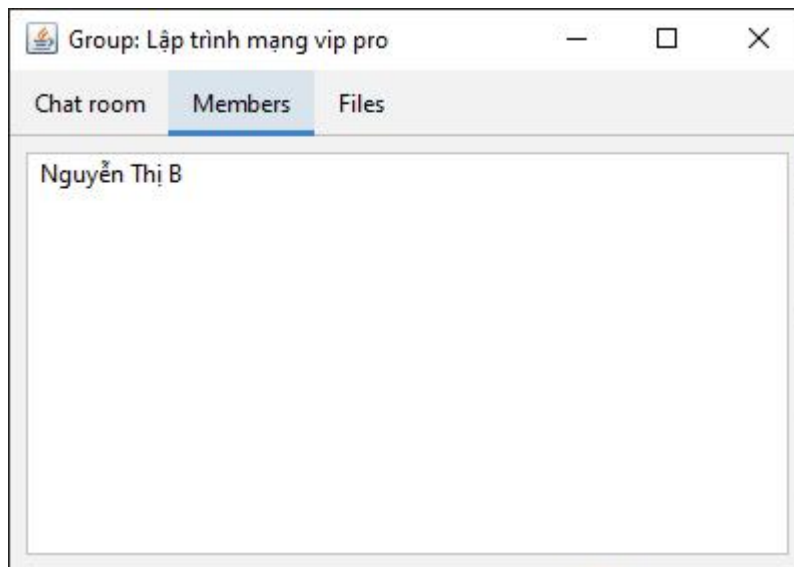 Group: Lập trình mạng vip pro
Chat room Members Files
Nguyễn Thị B